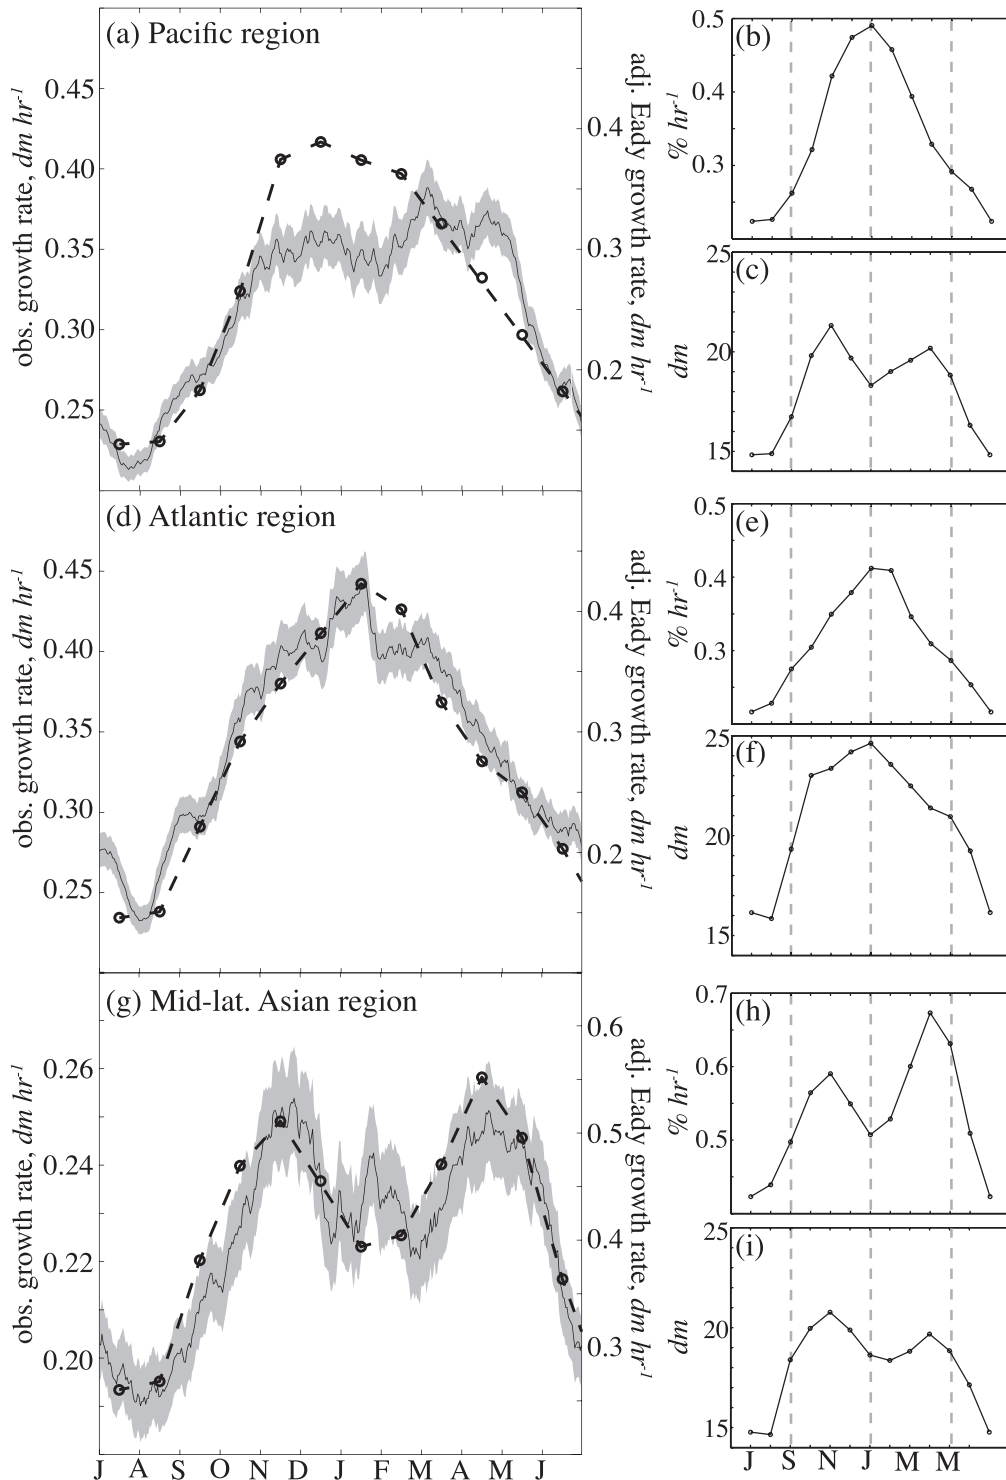 (a) Pacific region
obs. growth rate, dm hr-1
0.45
0.40
0.35
0.30
0.25
adj. Eady growth rate, dm hr-1
0.4
0.3
0.2
(b)
% hr-1
0.5
0.4
0.3
(c)
dm
25
20
15
(d) Atlantic region
obs. growth rate, dm hr-1
0.45
0.40
0.35
0.30
0.25
adj. Eady growth rate, dm hr-1
0.4
0.3
0.2
(e)
% hr-1
0.5
0.4
0.3
(f)
dm
25
20
15
(g) Mid-lat. Asian region
obs. growth rate, dm hr-1
0.26
0.24
0.22
0.20
adj. Eady growth rate, dm hr-1
0.6
0.5
0.4
0.3
J A S O N D J F M A M J
(h)
% hr-1
0.7
0.6
0.5
(i)
dm
25
20
15
J S N J M M